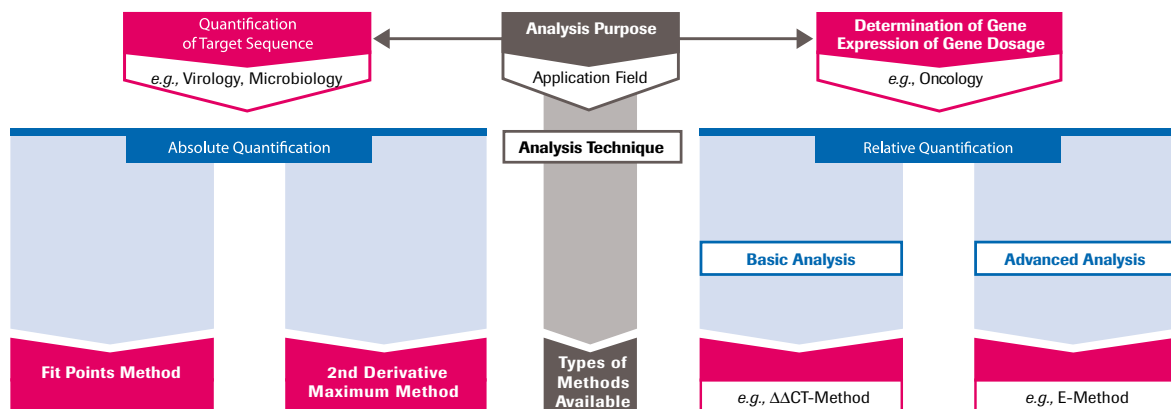 Quantification
of Target Sequence
e.g., Virology, Microbiology
Analysis Purpose
Application Field
Determination of Gene
Expression of Gene Dosage
e.g., Oncology
Absolute Quantification
Analysis Technique
Relative Quantification
Basic Analysis
Advanced Analysis
Fit Points Method
2nd Derivative
Maximum Method
Types of
Methods
Available
e.g., ΔΔCT-Method
e.g., E-Method